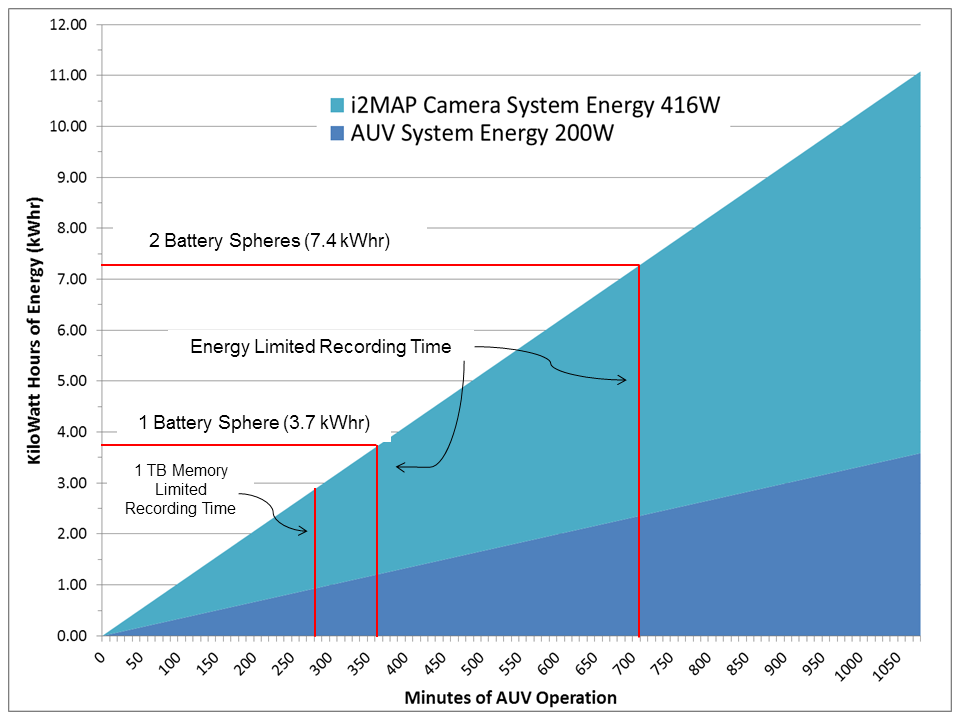 12.00
11.00
10.00
9.00
8.00
7.00
6.00
5.00
4.00
3.00
2.00
1.00
0.00
KiloWatt Hours of Energy (kWhr)
i2MAP Camera System Energy 416W
AUV System Energy 200W
2 Battery Spheres (7.4 kWhr)
Energy Limited Recording Time
1 Battery Sphere (3.7 kWhr)
1 TB Memory
Limited
Recording Time
0 50 100 150 200 250 300 350 400 450 500 550 600 650 700 750 800 850 900 950 1000 1050
Minutes of AUV Operation